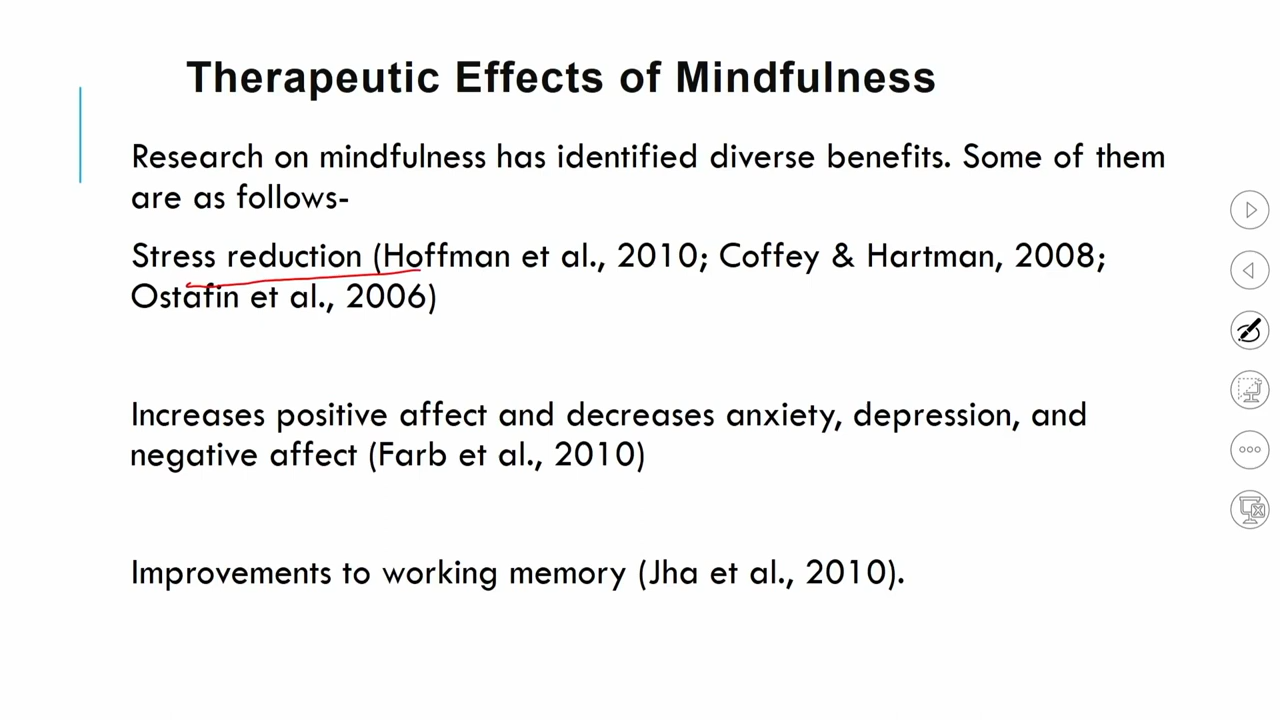 Therapeutic Effects of Mindfulness
Research on mindfulness has identified diverse benefits. Some of them
are as follows-
Stress reduction (Hoffman et al., 2010; Coffey & Hartman, 2008;
Ostafin et al., 2006)
Increases positive affect and decreases anxiety, depression, and
negative affect (Farb et al., 2010)
Improvements to working memory (Jha et al., 2010).